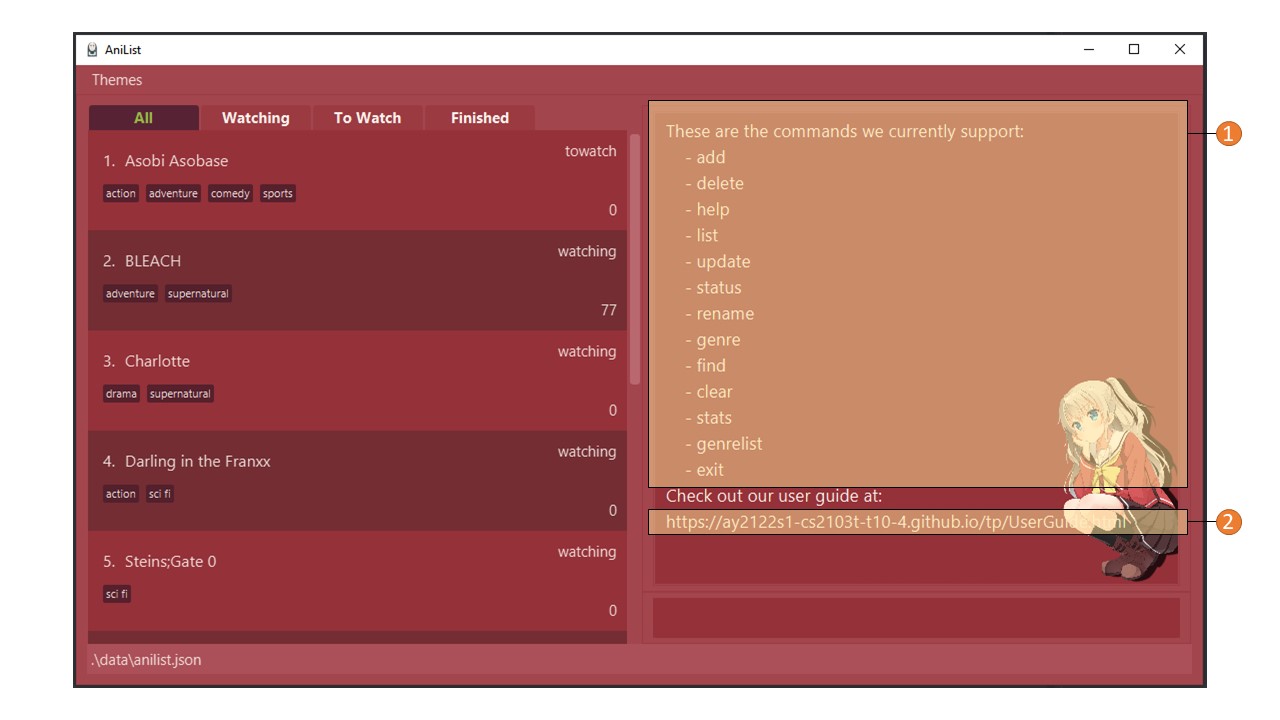 AniList
Themes
All Watching To Watch Finished
1. Asobi Asobase
towatch
action adventure comedy sports
0
2. BLEACH
watching
adventure supernatural
77
3. Charlotte
watching
drama supernatural
0
4. Darling in the Franxx
watching
action sci fi
0
5. Steins;Gate 0
watching
sci fi
0
These are the commands we currently support:
- add
- delete
- help
- list
- update
- status
- rename
- genre
- find
- clear
- stats
- genrelist
- exit
Check out our user guide at:
https://ay2122s1-cs2103t-t10-4.github.io/tp/UserGuide.html
1
2
.\data\anilist.json